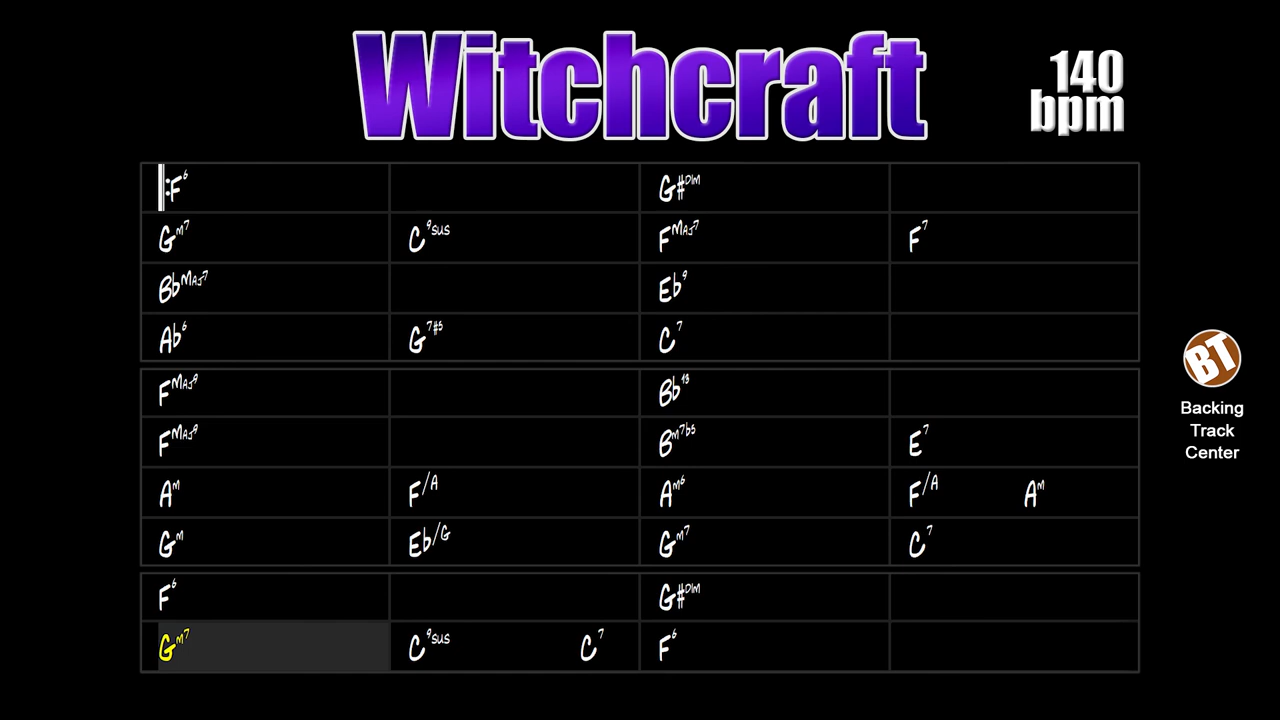 Witchcraft
140
bpm
𝄆F6 G#DIM
Gm7 C9sus FMaj7 F7
BbMaj7 Eb9
Ab6 G7#5 C7
FMaj9 Bb13
FMaj9 Bm7b5 E7
Am F/A Am6 F/A Am
Gm Eb/G Gm7 C7
F6 G#DIM
Gm7 C9sus C7 F6
BT
Backing
Track
Center